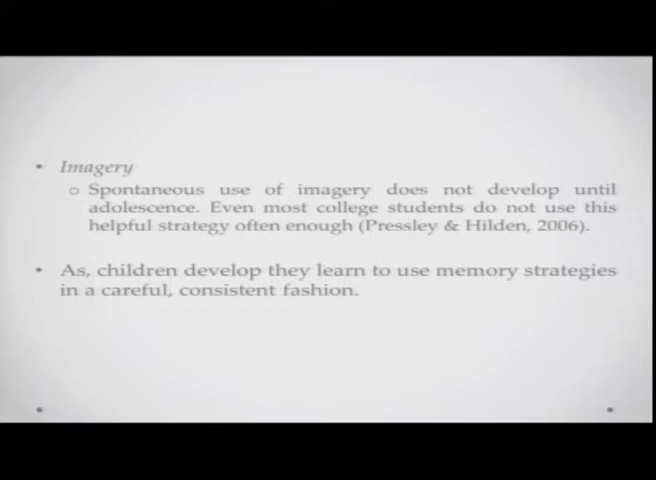 • Imagery
o Spontaneous use of imagery does not develop until
adolescence. Even most college students do not use this
helpful strategy often enough (Pressley & Hilden, 2006).
• As, children develop they learn to use memory strategies
in a careful, consistent fashion.